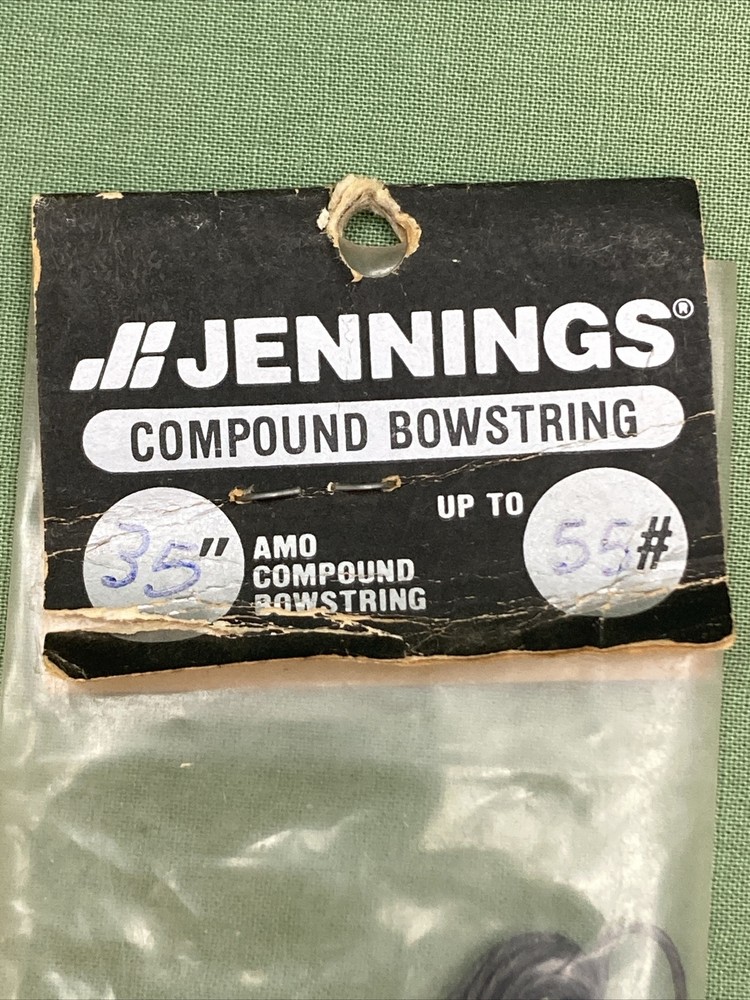 JENNINGS®
COMPOUND BOWSTRING
UP TO 55#
35" AMO
COMPOUND
BOWSTRING